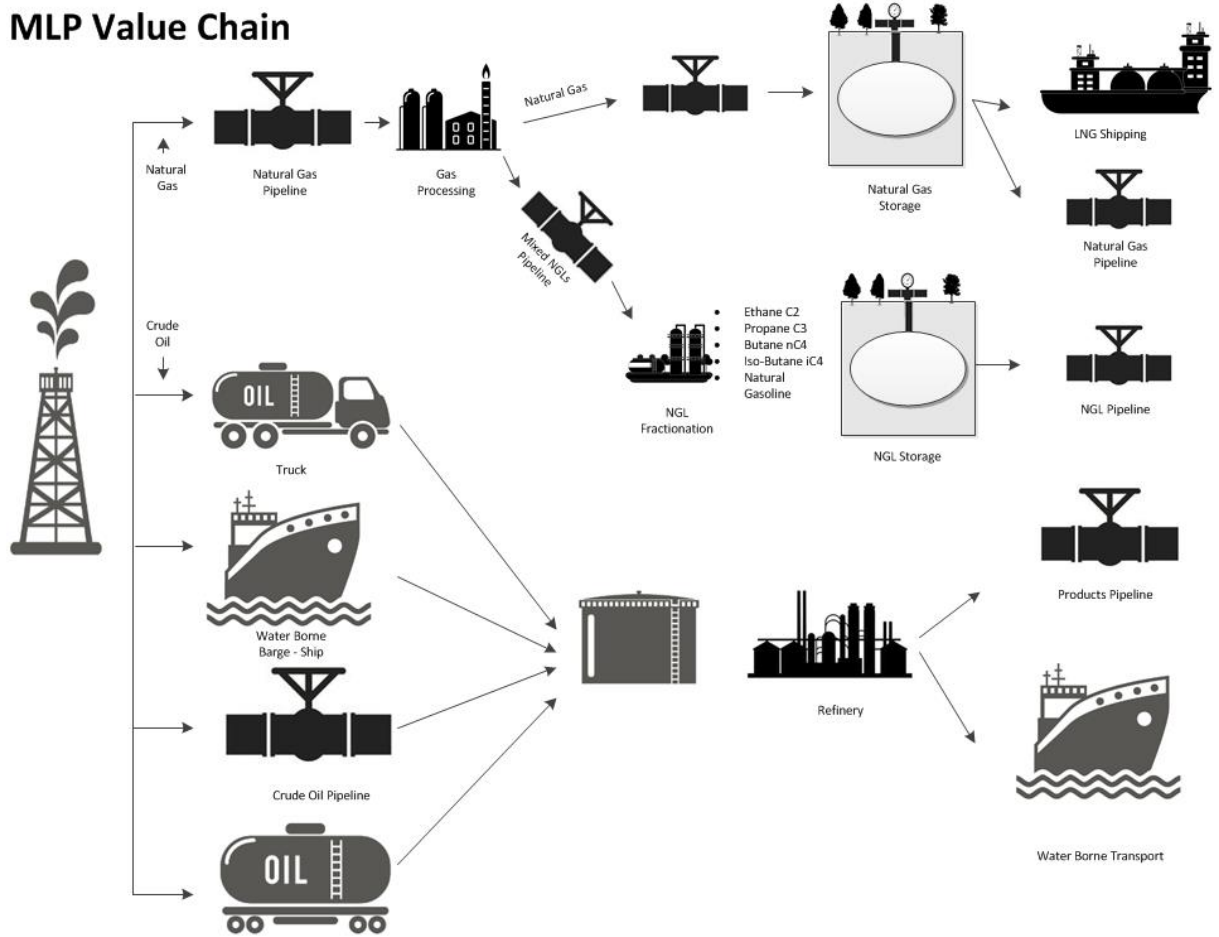 MLP Value Chain
Natural
Gas
Natural Gas
Pipeline
Gas
Processing
Natural Gas
Mixed NGLs
Pipeline
Natural Gas
Storage
LNG Shipping
Natural Gas
Pipeline
Crude
Oil
OIL
Truck
NGL
Fractionation
• Ethane C2
• Propane C3
• Butane nC4
• Iso-Butane iC4
• Natural
Gasoline
NGL Storage
NGL Pipeline
Water Borne
Barge - Ship
Crude Oil Pipeline
OIL
Refinery
Products Pipeline
Water Borne Transport